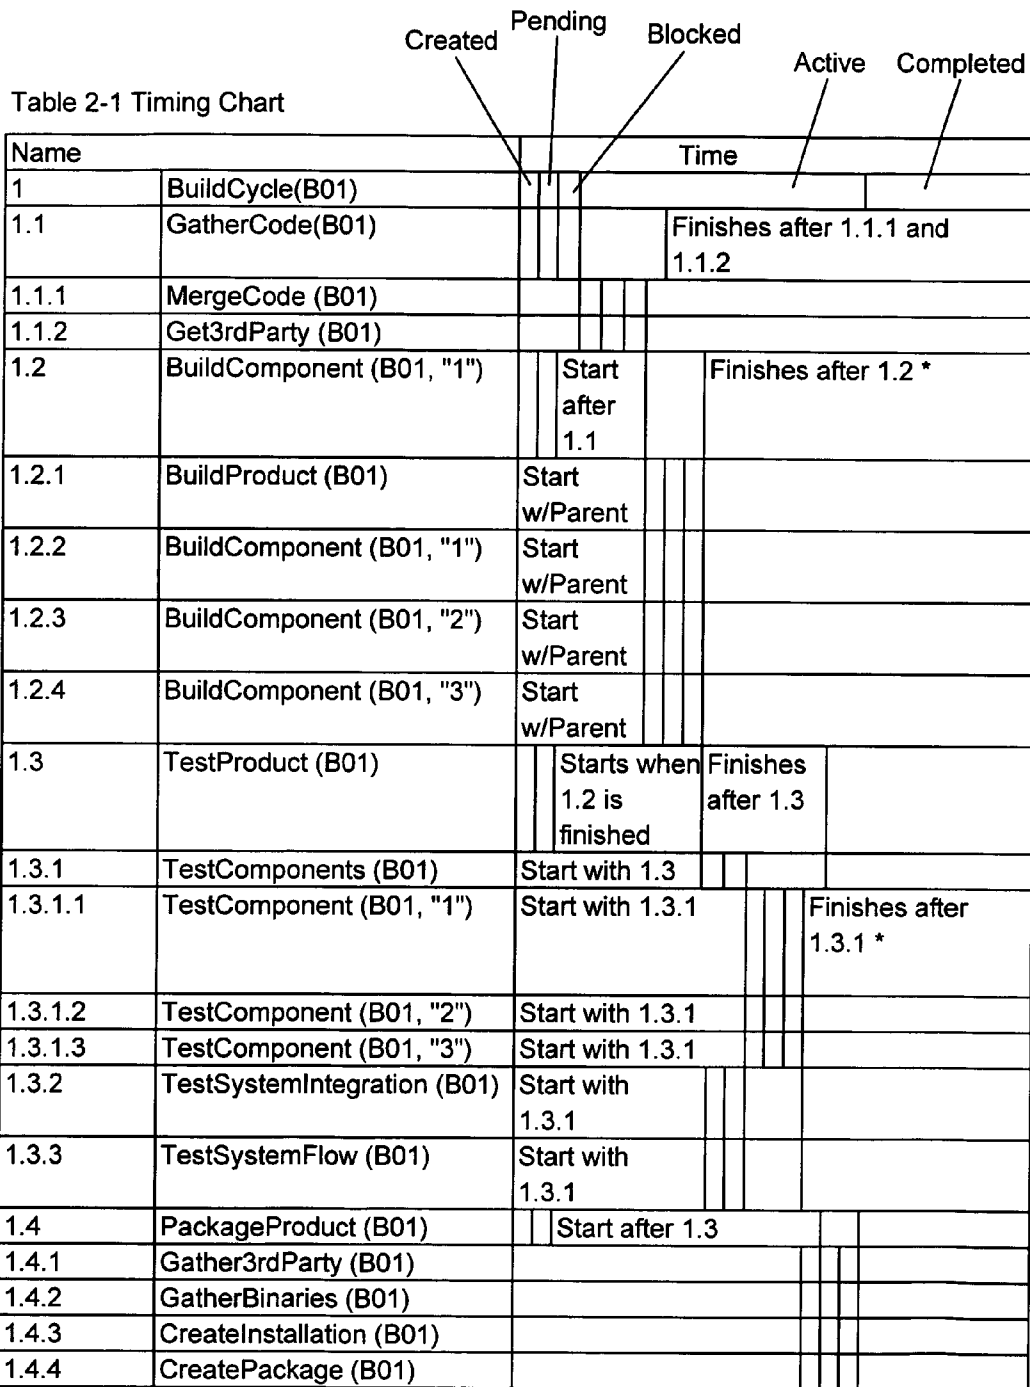 Pending
Created
Blocked
Active
Completed
Table 2-1 Timing Chart
Name
Time
1
BuildCycle(B01)
1.1
GatherCode(B01)
Finishes after 1.1.1 and
1.1.2
1.1.1
MergeCode (B01)
1.1.2
Get3rdParty (B01)
1.2
BuildComponent (B01, "1")
Start
after
1.1
Finishes after 1.2 *
1.2.1
BuildProduct (B01)
Start
w/Parent
1.2.2
BuildComponent (B01, "1")
Start
w/Parent
1.2.3
BuildComponent (B01, "2")
Start
w/Parent
1.2.4
BuildComponent (B01, "3")
Start
w/Parent
1.3
TestProduct (B01)
Starts when
1.2 is
finished
Finishes
after 1.3
1.3.1
TestComponents (B01)
Start with 1.3
1.3.1.1
TestComponent (B01, "1")
Start with 1.3.1
Finishes after
1.3.1 *
1.3.1.2
TestComponent (B01, "2")
Start with 1.3.1
1.3.1.3
TestComponent (B01, "3")
Start with 1.3.1
1.3.2
TestSystemIntegration (B01)
Start with
1.3.1
1.3.3
TestSystemFlow (B01)
Start with
1.3.1
1.4
PackageProduct (B01)
Start after 1.3
1.4.1
Gather3rdParty (B01)
1.4.2
GatherBinaries (B01)
1.4.3
CreateInstallation (B01)
1.4.4
CreatePackage (B01)